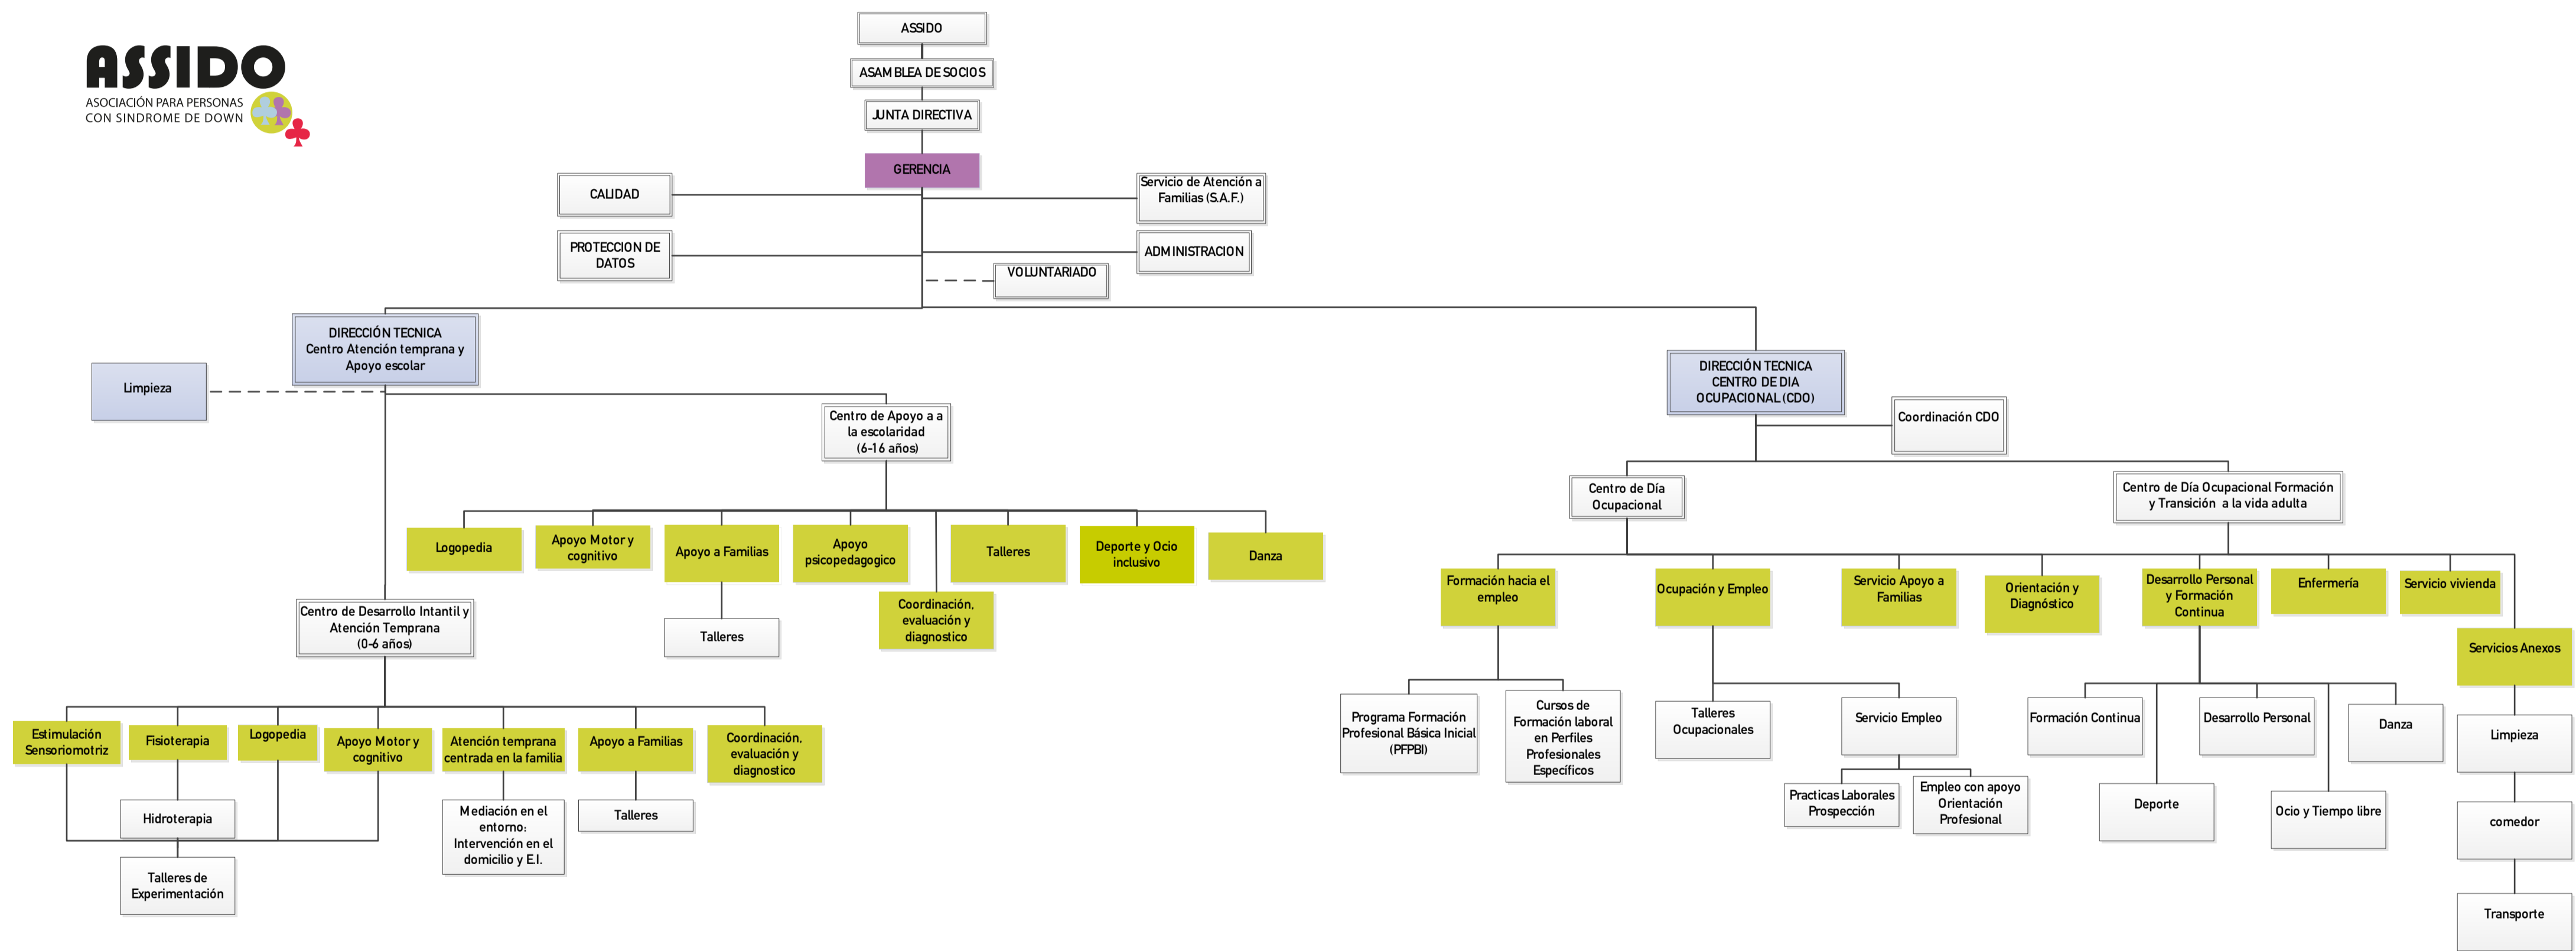 ASSIDO
ASOCIACIÓN PARA PERSONAS
CON SINDROME DE DOWN
ASSIDO
ASAMBLEA DE SOCIOS
JUNTA DIRECTIVA
GERENCIA
CALIDAD
Servicio de Atención a
Familias (S.A.F.)
PROTECCION DE
DATOS
ADMINISTRACION
VOLUNTARIADO
DIRECCIÓN TECNICA
Centro Atención temprana y
Apoyo escolar
Limpieza
DIRECCIÓN TECNICA
CENTRO DE DIA
OCUPACIONAL (CDO)
Coordinación CDO
Centro de Apoyo a a
la escolaridad
(6-16 años)
Centro de Día
Ocupacional
Centro de Día Ocupacional Formación
y Transición a la vida adulta
Logopedia
Apoyo Motor y
cognitivo
Apoyo a Familias
Apoyo
psicopedagogico
Talleres
Deporte y Ocio
inclusivo
Danza
Coordinación,
evaluación y
diagnostico
Talleres
Centro de Desarrollo Intantil y
Atención Temprana
(0-6 años)
Estimulación
Sensoriomotriz
Fisioterapia
Logopedia
Apoyo Motor y
cognitivo
Atención temprana
centrada en la familia
Apoyo a Familias
Coordinación,
evaluación y
diagnostico
Hidroterapia
Mediación en el
entorno:
Intervención en el
domicilio y E.I.
Talleres
Talleres de
Experimentación
Formación hacia el
empleo
Ocupación y Empleo
Servicio Apoyo a
Familias
Orientación y
Diagnóstico
Desarrollo Personal
y Formación
Continua
Enfermería
Servicio vivienda
Servicios Anexos
Programa Formación
Profesional Básica Inicial
(PFPBI)
Cursos de
Formación laboral
en Perfiles
Profesionales
Específicos
Talleres
Ocupacionales
Servicio Empleo
Practicas Laborales
Prospección
Empleo con apoyo
Orientación
Profesional
Formación Continua
Desarrollo Personal
Danza
Deporte
Ocio y Tiempo libre
Limpieza
comedor
Transporte